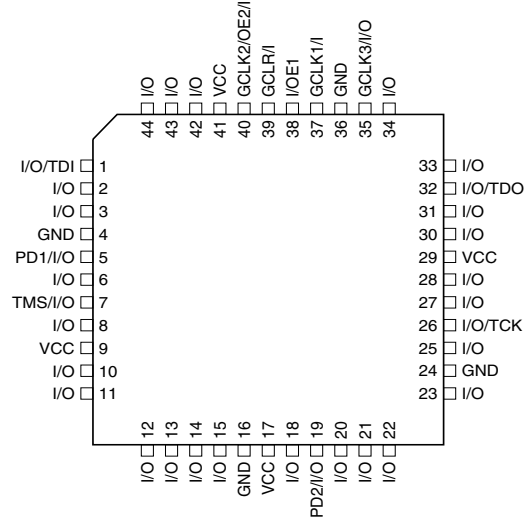 I/O I/O I/O VCC GCLK2/OE2/I GCLR/I I/OE1 GCLK1/I GND GCLK3/I/O I/O
44 43 42 41 40 39 38 37 36 35 34
I/O/TDI 1 33 I/O
I/O 2 32 I/O/TDO
I/O 3 31 I/O
GND 4 30 I/O
PD1/I/O 5 29 VCC
I/O 6 28 I/O
TMS/I/O 7 27 I/O
I/O 8 26 I/O/TCK
VCC 9 25 I/O
I/O 10 24 GND
I/O 11 23 I/O
12 13 14 15 16 17 18 19 20 21 22
I/O I/O I/O I/O GND VCC I/O PD2/I/O I/O I/O I/O